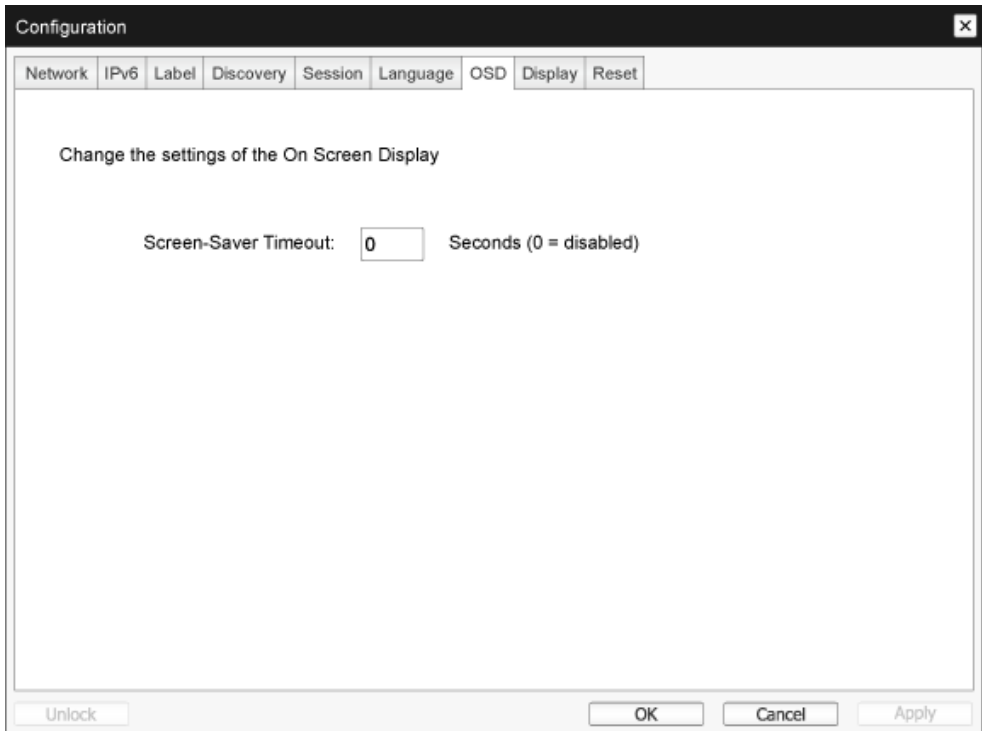 Configuration
Network IPv6 Label Discovery Session Language OSD Display Reset
Change the settings of the On Screen Display
Screen-Saver Timeout: 0 Seconds (0 = disabled)
Unlock OK Cancel Apply